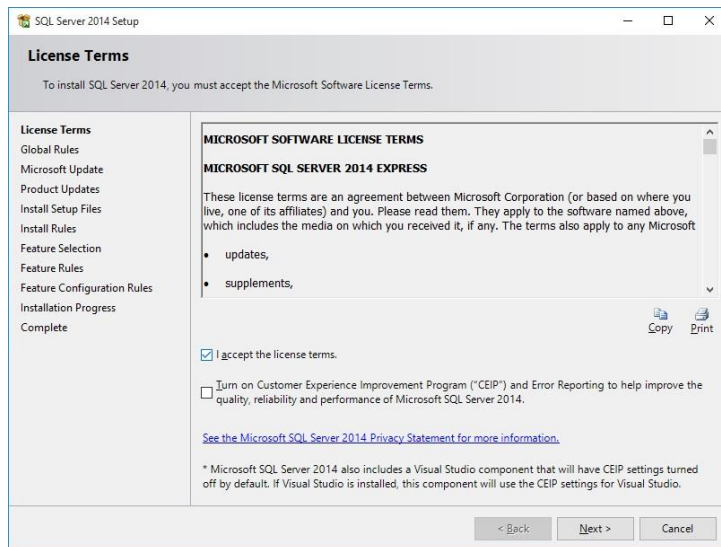 SQL Server 2014 Setup
License Terms
To install SQL Server 2014, you must accept the Microsoft Software License Terms.
License Terms
Global Rules
Microsoft Update
Product Updates
Install Setup Files
Install Rules
Feature Selection
Feature Rules
Feature Configuration Rules
Installation Progress
Complete
MICROSOFT SOFTWARE LICENSE TERMS
MICROSOFT SQL SERVER 2014 EXPRESS
These license terms are an agreement between Microsoft Corporation (or based on where you
live, one of its affiliates) and you. Please read them. They apply to the software named above,
which includes the media on which you received it, if any. The terms also apply to any Microsoft
• updates,
• supplements,
Copy Print
I accept the license terms.
Turn on Customer Experience Improvement Program ("CEIP") and Error Reporting to help improve the
quality, reliability and performance of Microsoft SQL Server 2014.
See the Microsoft SQL Server 2014 Privacy Statement for more information.
* Microsoft SQL Server 2014 also includes a Visual Studio component that will have CEIP settings turned
off by default. If Visual Studio is installed, this component will use the CEIP settings for Visual Studio.
< Back Next > Cancel